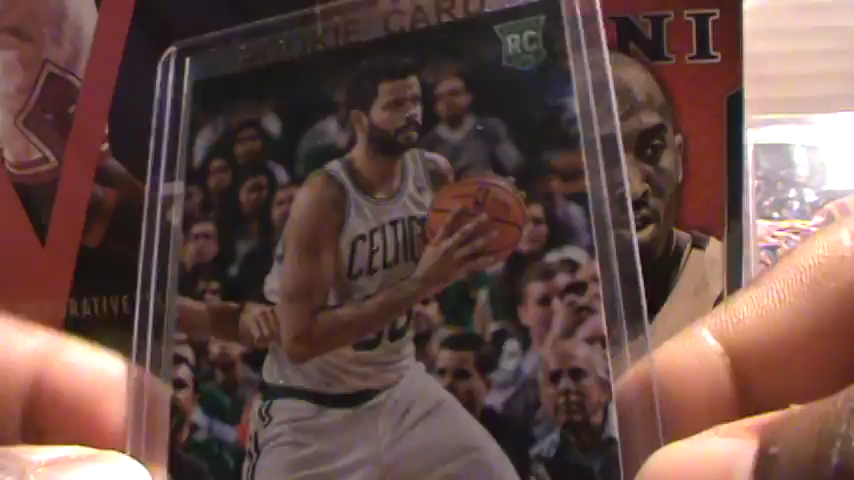 ROOKIE CARD
RC
NI
CELTICS
RATIVE